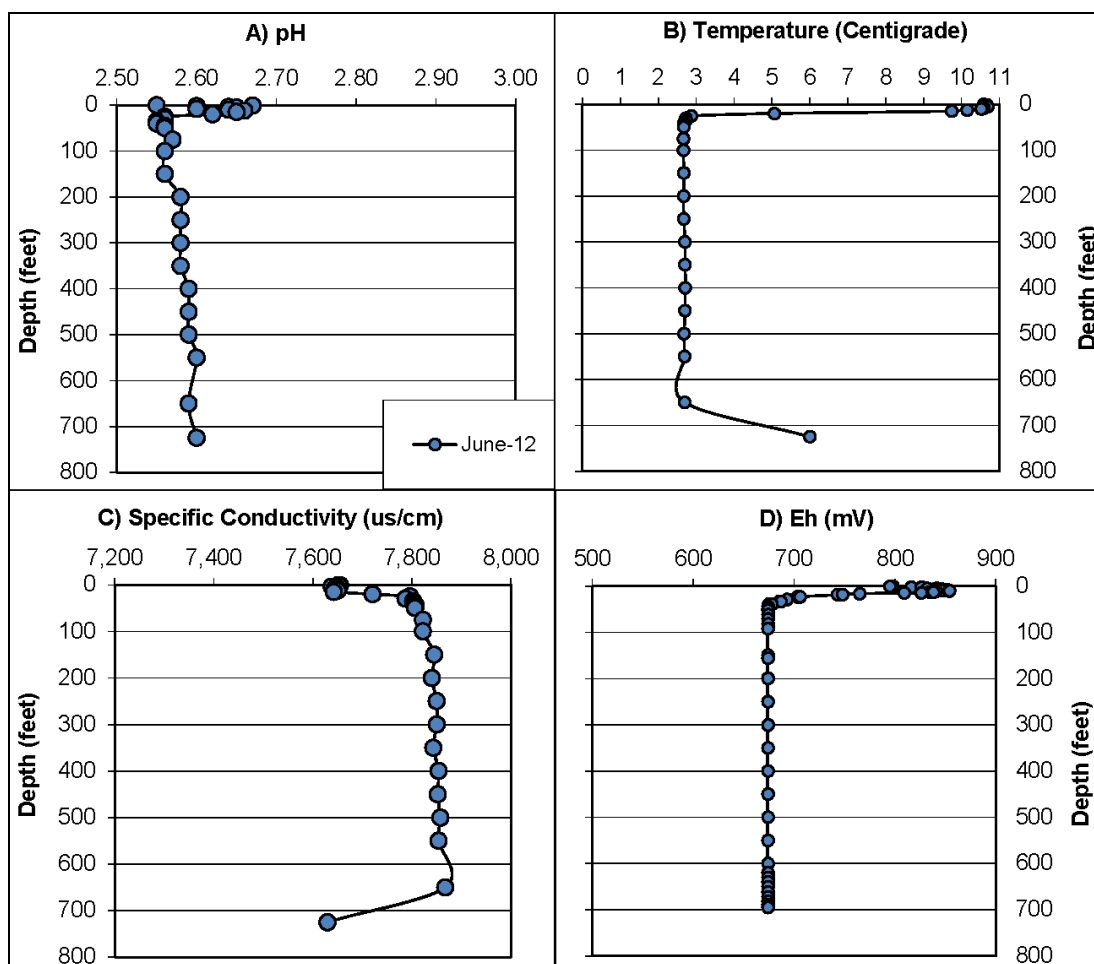 A) pH
2.50 2.60 2.70 2.80 2.90 3.00
0
100
200
300
400
500
600
700
800
Depth (feet)
June-12
B) Temperature (Centigrade)
0 1 2 3 4 5 6 7 8 9 10 11
0
100
200
300
400
500
600
700
800
Depth (feet)
C) Specific Conductivity (us/cm)
7,200 7,400 7,600 7,800 8,000
0
100
200
300
400
500
600
700
800
Depth (feet)
D) Eh (mV)
500 600 700 800 900
0
100
200
300
400
500
600
700
800
Depth (feet)